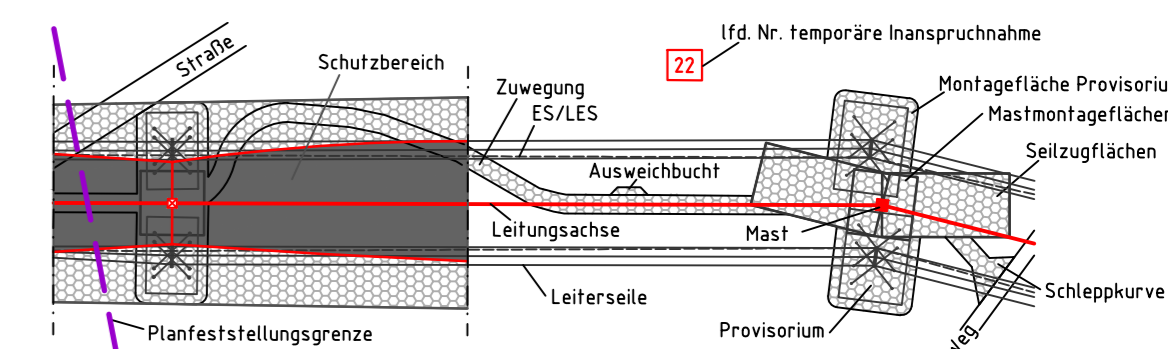 lfd. Nr. temporäre Inanspruchnahme
22
Straße
Schutzbereich
Zuwegung
ES/LES
Montagefläche Provisoriu
Mastmontageflächen
Seilzugflächen
Ausweichbucht
Leitungsachse
Mast
Leiterseile
Schleppkurve
Provisorium
Planfeststellungsgrenze
Weg